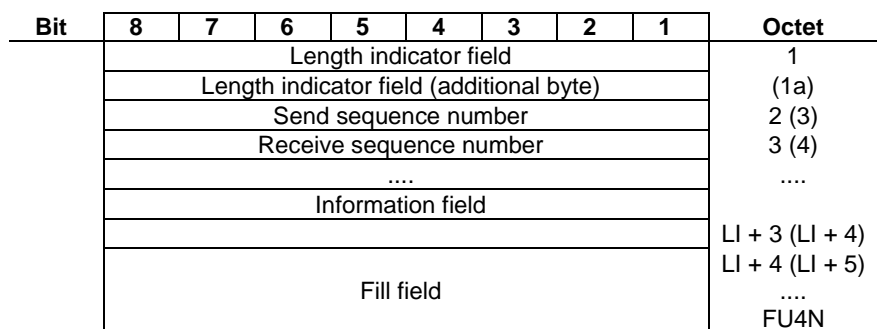 Bit 8 7 6 5 4 3 2 1 Octet
Length indicator field 1
Length indicator field (additional byte) (1a)
Send sequence number 2 (3)
Receive sequence number 3 (4)
.... ....
Information field
LI + 3 (LI + 4)
LI + 4 (LI + 5)
Fill field ....
FU4N